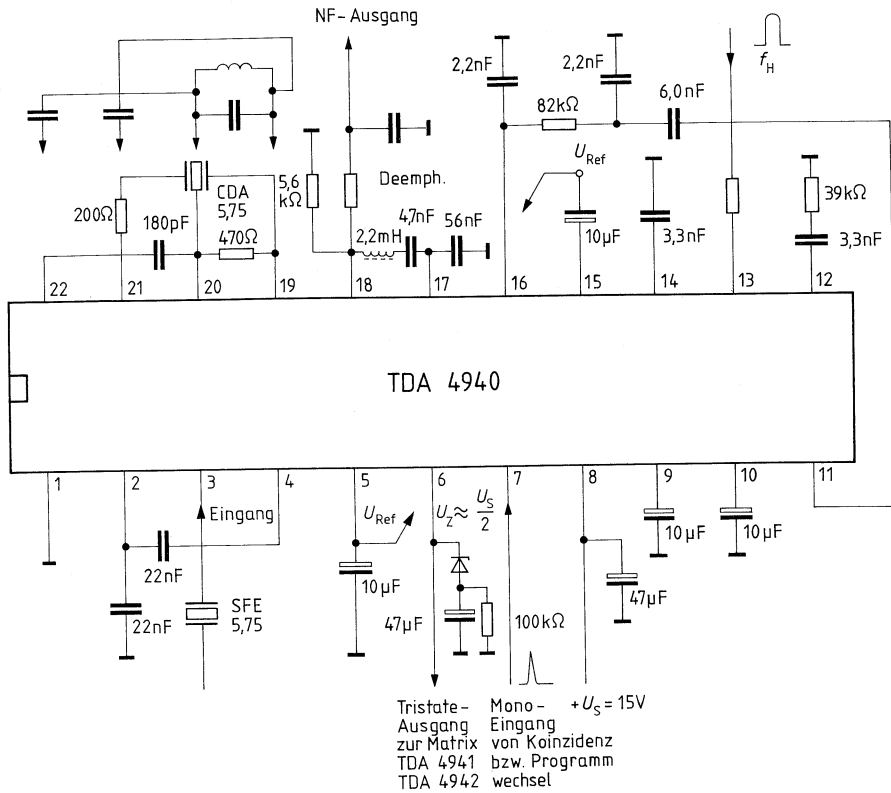 NF-Ausgang
f_H
2,2nF
2,2nF
6,0nF
82kΩ
U_Ref
CDA
5,75
5,6
kΩ
Deemph.
39kΩ
200Ω
180pF
470Ω
2,2mH
4,7nF
56nF
10µF
3,3nF
3,3nF
22
21
20
19
18
17
16
15
14
13
12
TDA 4940
1
2
3
4
5
6
7
8
9
10
11
Eingang
U_Ref
U_Z ≈ U_S/2
22nF
10µF
10µF
22nF
SFE
5,75
10µF
47µF
100kΩ
47µF
Tristate-
Ausgang
zur Matrix
TDA 4941
TDA 4942
Mono-
Eingang
von Koinzidenz
bzw. Programm
wechsel
+U_S = 15V